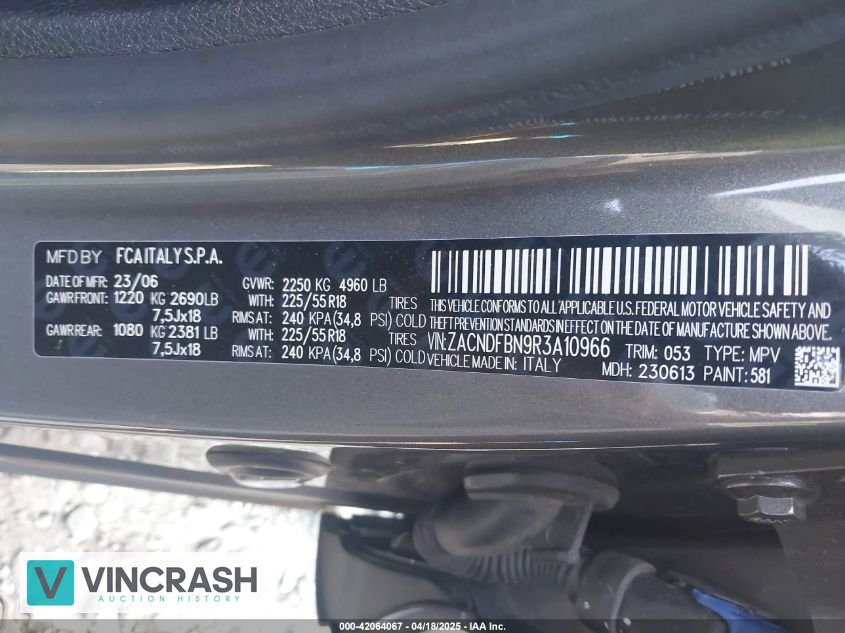 MFD BY FCA ITALY S.P.A.
DATE OF MFR 23/06 GVWR: 2250 KG 4960 LB
GAWR FRONT: 1220 KG 2690LB WITH: 225/55R18 TIRES
7,5Jx18 RIMS AT: 240 KPA(34,8 PSI) COLD
GAWR REAR: 1080 KG 2381 LB WITH: 225/55R18 TIRES
7,5Jx18 RIMS AT: 240 KPA(34,8 PSI) COLD
THIS VEHICLE CONFORMS TO ALL APPLICABLE U.S. FEDERAL MOTOR VEHICLE SAFETY AND
THEFT PREVENTION STANDARDS IN EFFECT ON THE DATE OF MANUFACTURE SHOWN ABOVE.
VIN: ZACNDFBN9R3A10966 TRIM: 053 TYPE: MPV
VEHICLE MADE IN: ITALY MDH: 230613 PAINT: 581
VINCRASH
AUCTION HISTORY
000-42064067 - 04/18/2025 - IAA Inc.